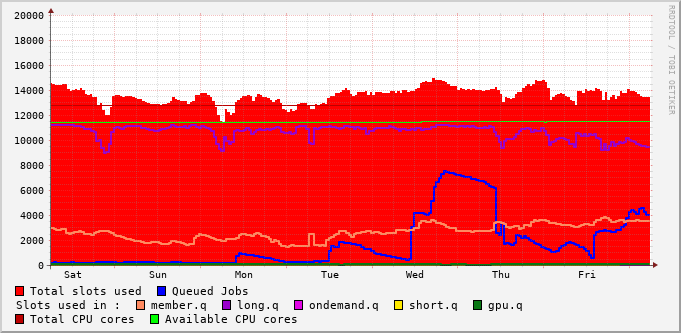 RRDTOOL / TOBI OETIKER
20000
18000
16000
14000
12000
10000
8000
6000
4000
2000
0
Sat Sun Mon Tue Wed Thu Fri
Total slots used Queued Jobs
Slots used in : member.q long.q ondemand.q short.q gpu.q
Total CPU cores Available CPU cores